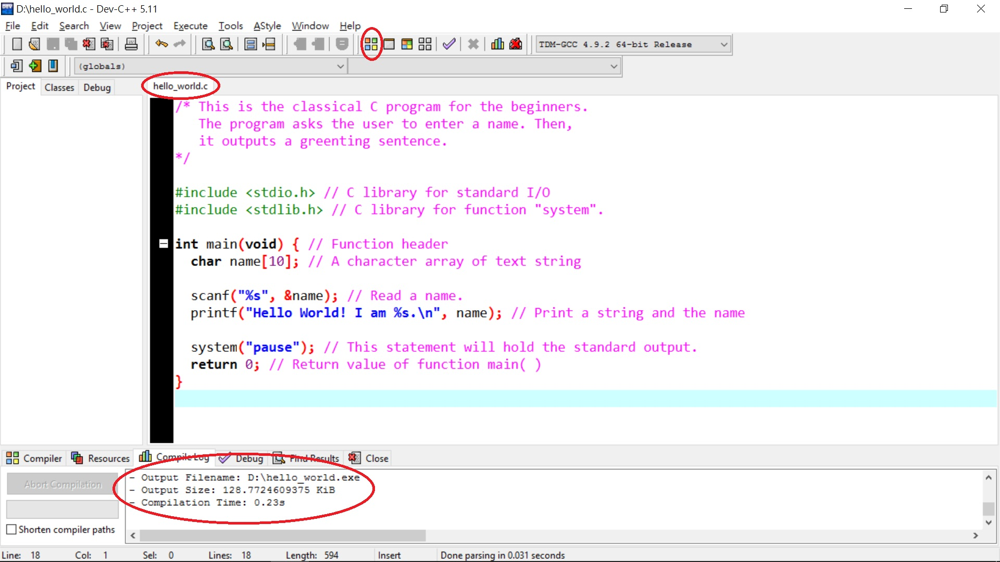 D:\hello_world.c - Dev-C++ 5.11
File Edit Search View Project Execute Tools AStyle Window Help
TDM-GCC 4.9.2 64-bit Release
(globals)
Project Classes Debug
hello_world.c
/* This is the classical C program for the beginners.
The program asks the user to enter a name. Then,
it outputs a greenting sentence.
*/
#include <stdio.h> // C library for standard I/O
#include <stdlib.h> // C library for function "system".
int main(void) { // Function header
char name[10]; // A character array of text string
scanf("%s", &name); // Read a name.
printf("Hello World! I am %s.\n", name); // Print a string and the name
system("pause"); // This statement will hold the standard output.
return 0; // Return value of function main( )
}
Compiler Resources Compile Log Debug Find Results Close
Abort Compilation
Shorten compiler paths
- Output Filename: D:\hello_world.exe
- Output Size: 128.7724609375 KiB
- Compilation Time: 0.23s
Line: 18 Col: 1 Sel: 0 Lines: 18 Length: 594 Insert Done parsing in 0.031 seconds